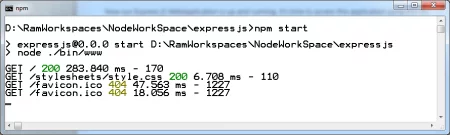 npm
D:\RamWorkspaces\NodeWorkSpace\expressjs>npm start
> expressjs@0.0.0 start D:\RamWorkspaces\NodeWorkSpace\expressjs
> node ./bin/www
GET / 200 283.840 ms - 170
GET /stylesheets/style.css 200 6.708 ms - 110
GET /favicon.ico 404 47.563 ms - 1227
GET /favicon.ico 404 18.056 ms - 1227